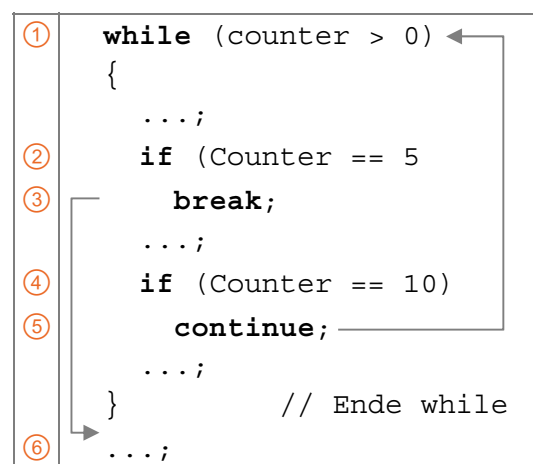 ① while (counter > 0)
{
...;
② if (Counter == 5
③ break;
...;
④ if (Counter == 10)
⑤ continue;
...;
} // Ende while
⑥ ...;